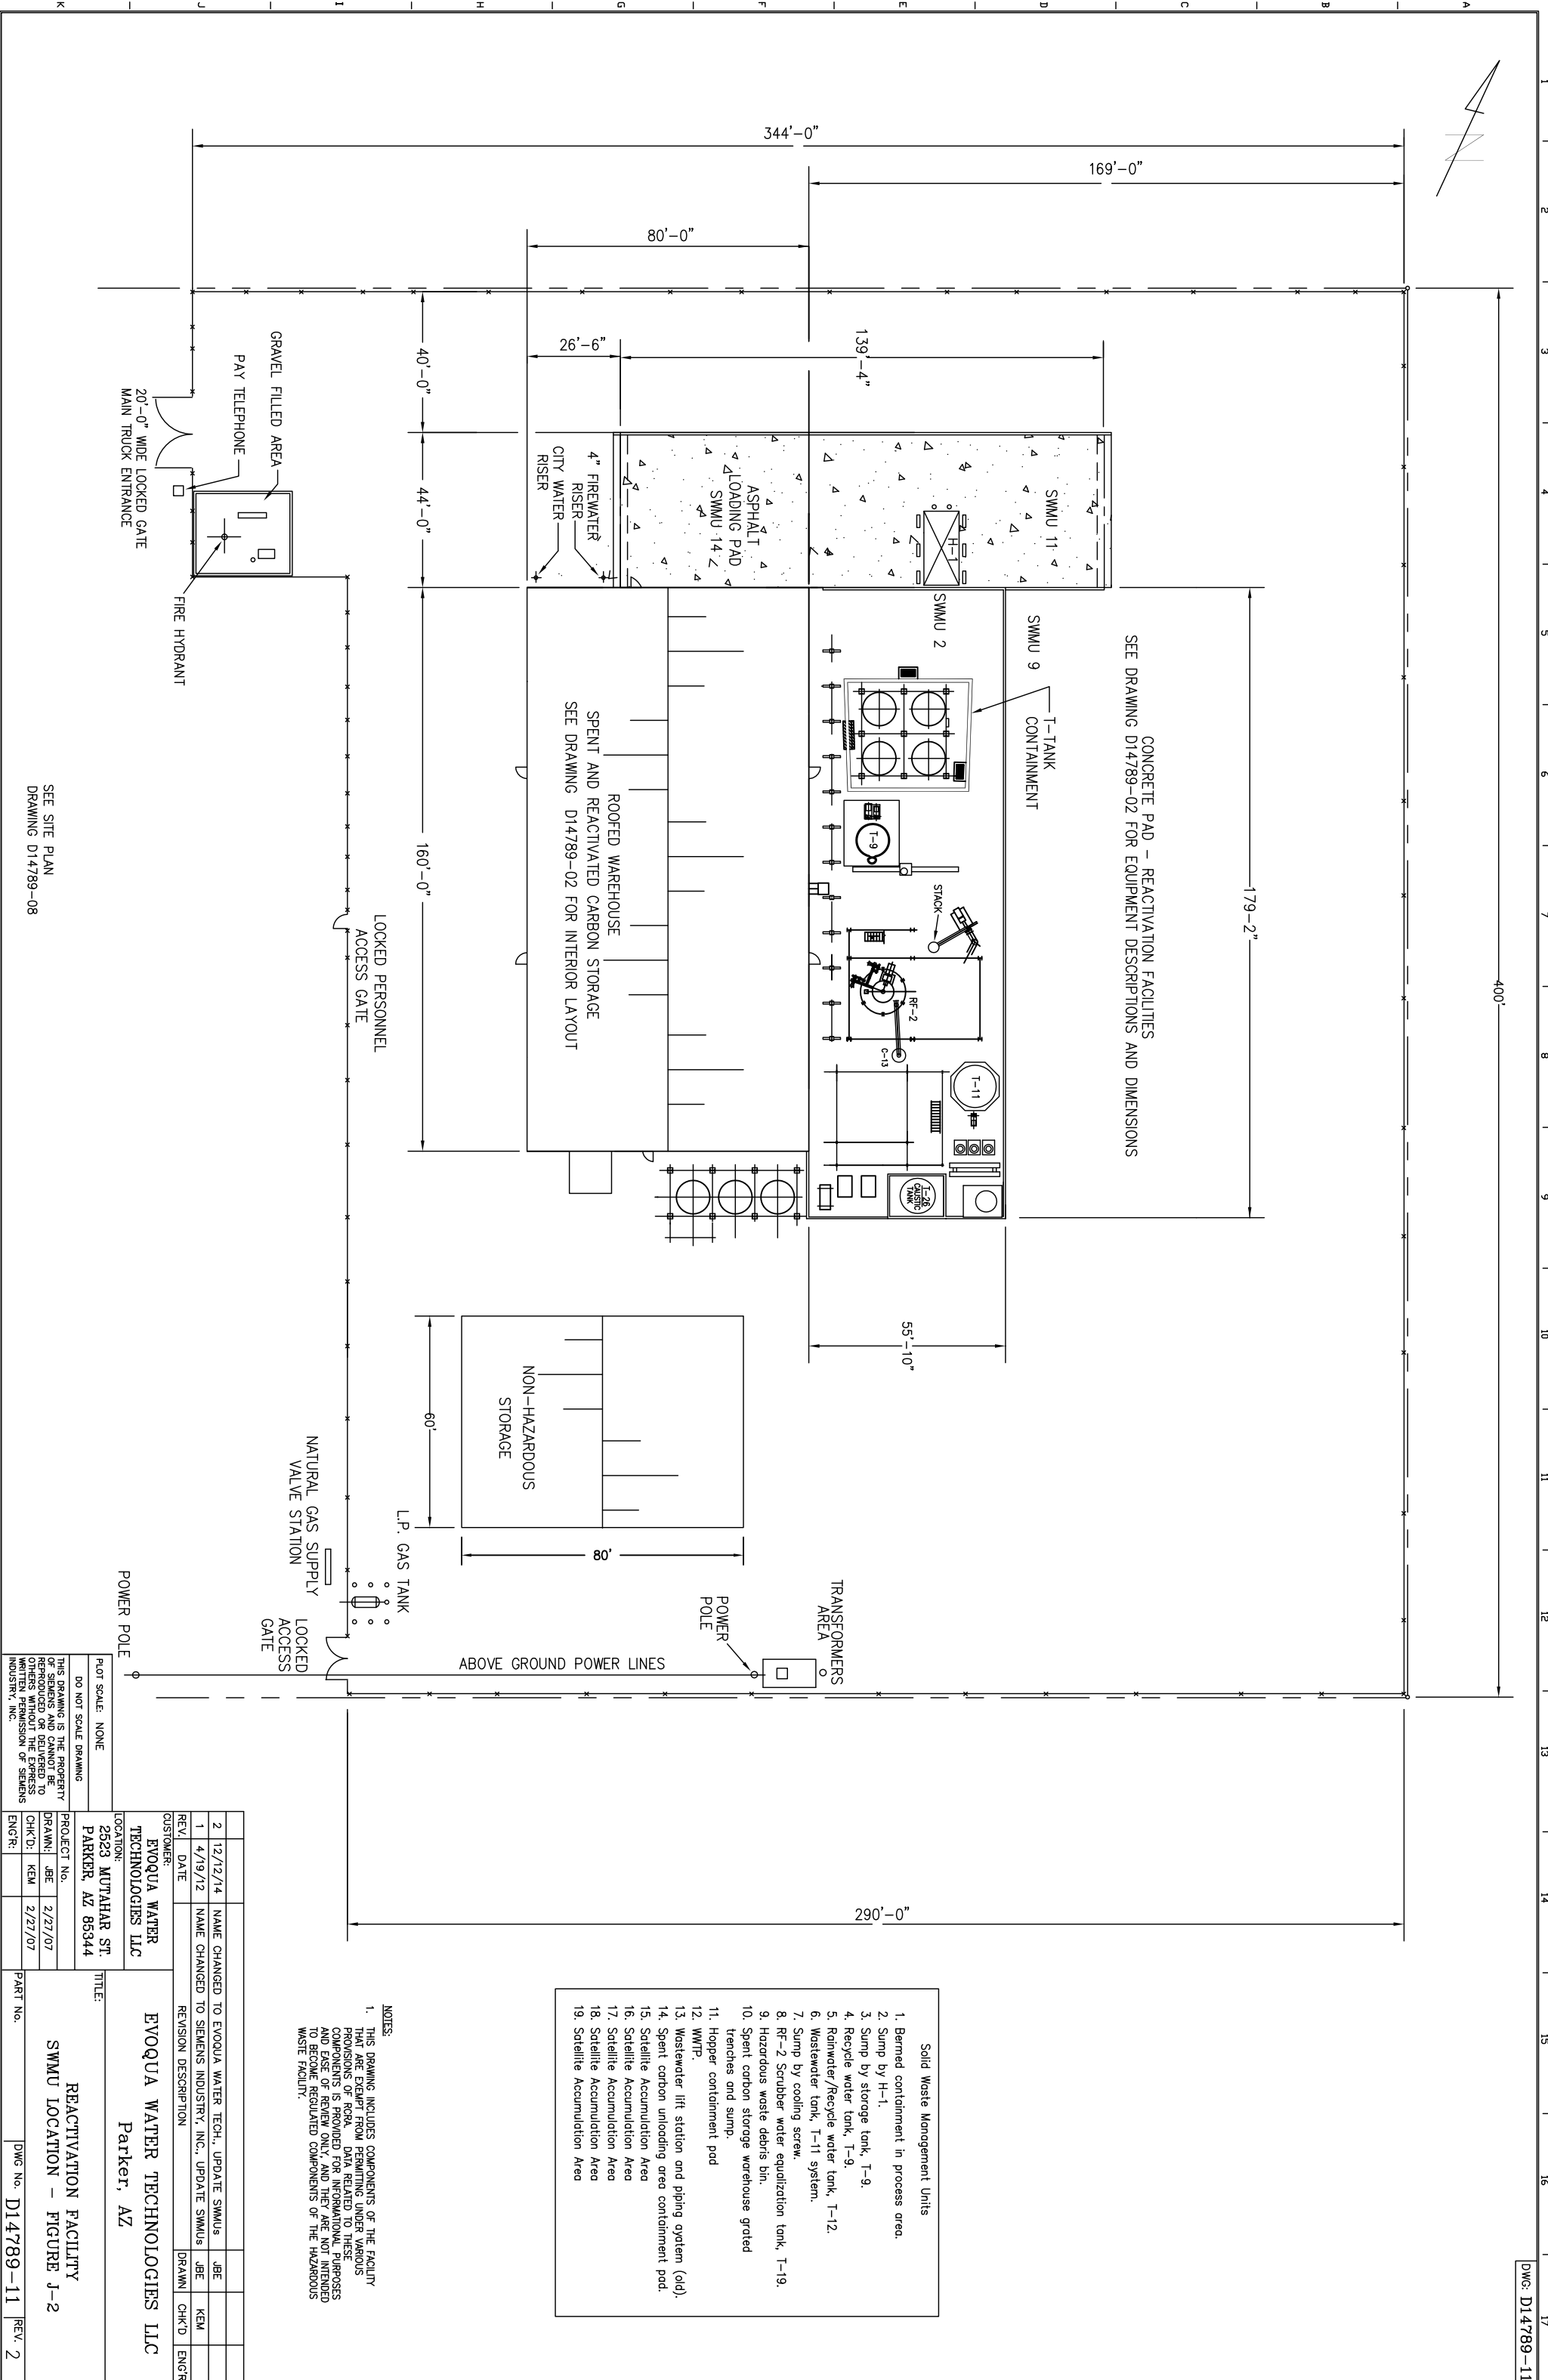 DWG: D14789-11
1
2
3
4
5
6
7
8
9
10
11
12
13
14
15
16
17
A
B
C
D
E
F
G
H
I
J
K
N
400'
344'-0"
169'-0"
80'-0"
139'-4"
26'-6"
40'-0"
44'-0"
160'-0"
179'-2"
55'-10"
290'-0"
60'
80'
CONCRETE PAD - REACTIVATION FACILITIES
SEE DRAWING D14789-02 FOR EQUIPMENT DESCRIPTIONS AND DIMENSIONS
SWMU 11
H-1
ASPHALT
LOADING PAD
SWMU 14
SWMU 9
SWMU 2
T-TANK
CONTAINMENT
T-9
STACK
RF-2
C-13
T-11
T-26
CAUSTIC
TANK
4" FIREWATER
RISER
CITY WATER
RISER
ROOFED WAREHOUSE
SPENT AND REACTIVATED CARBON STORAGE
SEE DRAWING D14789-02 FOR INTERIOR LAYOUT
NON-HAZARDOUS
STORAGE
TRANSFORMERS
AREA
POWER
POLE
ABOVE GROUND POWER LINES
L.P. GAS TANK
NATURAL GAS SUPPLY
VALVE STATION
LOCKED
ACCESS
GATE
POWER POLE
LOCKED PERSONNEL
ACCESS GATE
GRAVEL FILLED AREA
PAY TELEPHONE
20'-0" WIDE LOCKED GATE
MAIN TRUCK ENTRANCE
FIRE HYDRANT
SEE SITE PLAN
DRAWING D14789-08
Solid Waste Management Units
1. Bermed containment in process area.
2. Sump by H-1.
3. Sump by storage tank, T-9.
4. Recycle water tank, T-9.
5. Rainwater/Recycle water tank, T-12.
6. Wastewater tank, T-11 system.
7. Sump by cooling screw.
8. RF-2 Scrubber water equalization tank, T-19.
9. Hazardous waste debris bin.
10. Spent carbon storage warehouse grated
trenches and sump.
11. Hopper containment pad
12. WWTP.
13. Wastewater lift station and piping ayatem (old).
14. Spent carbon unloading area containment pad.
15. Satellite Accumulation Area
16. Satellite Accumulation Area
17. Satellite Accumulation Area
18. Satellite Accumulation Area
19. Satellite Accumulation Area
NOTES:
1. THIS DRAWING INCLUDES COMPONENTS OF THE FACILITY
THAT ARE EXEMPT FROM PERMITTING UNDER VARIOUS
PROVISIONS OF RCRA. DATA RELATED TO THESE
COMPONENTS IS PROVIDED FOR INFORMATIONAL PURPOSES
AND EASE OF REVIEW ONLY, AND THEY ARE NOT INTENDED
TO BECOME REGULATED COMPONENTS OF THE HAZARDOUS
WASTE FACILITY.
2 12/12/14 NAME CHANGED TO EVOQUA WATER TECH., UPDATE SWMUs JBE
1 4/19/12 NAME CHANGED TO SIEMENS INDUSTRY, INC., UPDATE SWMUs JBE KEM
REV. DATE REVISION DESCRIPTION DRAWN CHK'D ENG'R
CUSTOMER:
EVOQUA WATER
TECHNOLOGIES LLC
EVOQUA WATER TECHNOLOGIES LLC
Parker, AZ
LOCATION:
2523 MUTAHAR ST.
PARKER, AZ 85344
TITLE:
REACTIVATION FACILITY
SWMU LOCATION - FIGURE J-2
PLOT SCALE: NONE
DO NOT SCALE DRAWING
THIS DRAWING IS THE PROPERTY
OF SIEMENS AND CANNOT BE
REPRODUCED OR DELIVERED TO
OTHERS WITHOUT THE EXPRESS
WRITTEN PERMISSION OF SIEMENS
INDUSTRY, INC.
PROJECT No.
DRAWN: JBE 2/27/07
CHK'D: KEM 2/27/07
ENG'R:
PART No.
DWG No. D14789-11
REV. 2